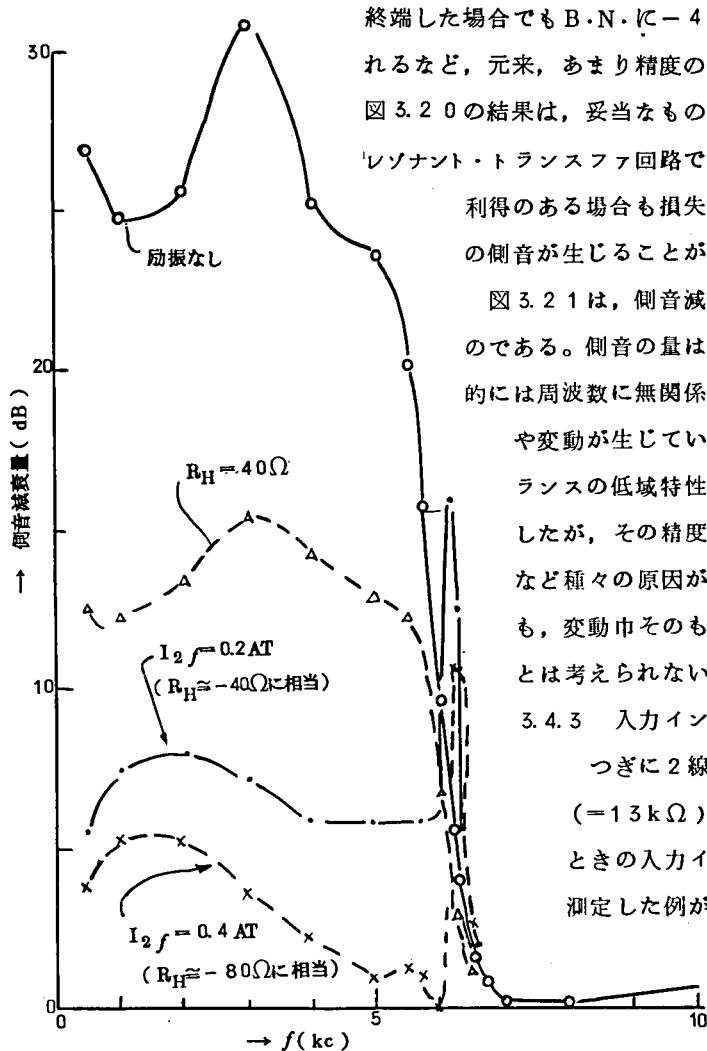 終端した場合でもB・N・に-4
れるなど，元来，あまり精度の
図3.20の結果は，妥当なもの
レゾナント・トランスファ回路で
利得のある場合も損失
の側音が生じることが
図3.21は，側音減
のである。側音の量は
的には周波数に無関係
や変動が生じてい
ランスの低域特性
したが，その精度
など種々の原因が
も，変動巾そのも
とは考えられない
3.4.3 入力イン
つぎに2線
(=13kΩ)
ときの入力イ
測定した例が
30
20
10
0
→ 側音減衰量(dB)
励振なし
R_H=40Ω
I_2f=0.2AT
(R_H≅-40Ωに相当)
I_2f=0.4AT
(R_H≅-80Ωに相当)
0
5
10
→ f(kc)